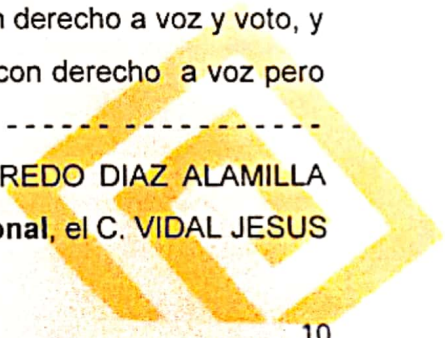 n derecho a voz y voto, y
con derecho a voz pero
------- ---------------
REDO DIAZ ALAMILLA
onal, el C. VIDAL JESUS
10